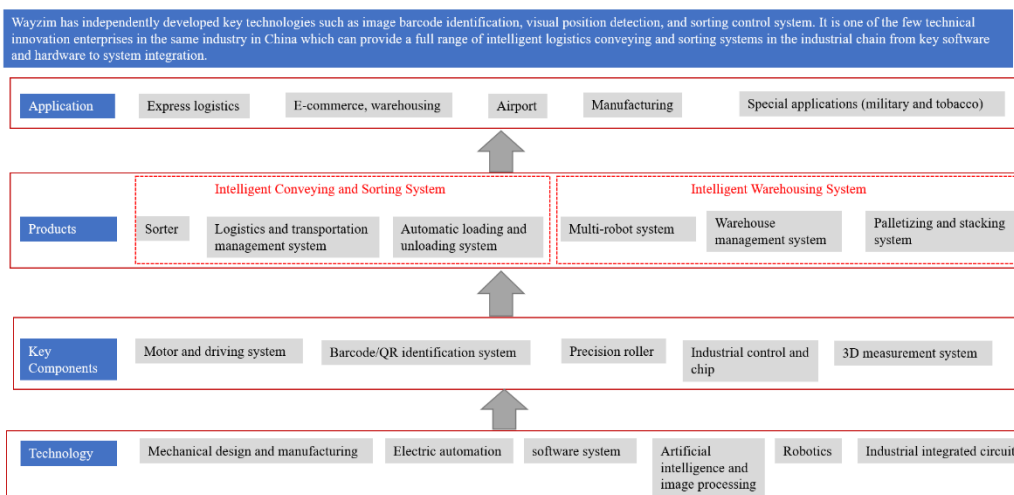 Wayzim has independently developed key technologies such as image barcode identification, visual position detection, and sorting control system. It is one of the few technical
innovation enterprises in the same industry in China which can provide a full range of intelligent logistics conveying and sorting systems in the industrial chain from key software
and hardware to system integration.
Application
Express logistics
E-commerce, warehousing
Airport
Manufacturing
Special applications (military and tobacco)
Intelligent Conveying and Sorting System
Intelligent Warehousing System
Products
Sorter
Logistics and transportation
management system
Automatic loading and
unloading system
Multi-robot system
Warehouse
management system
Palletizing and stacking
system
Key
Components
Motor and driving system
Barcode/QR identification system
Precision roller
Industrial control and
chip
3D measurement system
Technology
Mechanical design and manufacturing
Electric automation
software system
Artificial
intelligence and
image processing
Robotics
Industrial integrated circuit